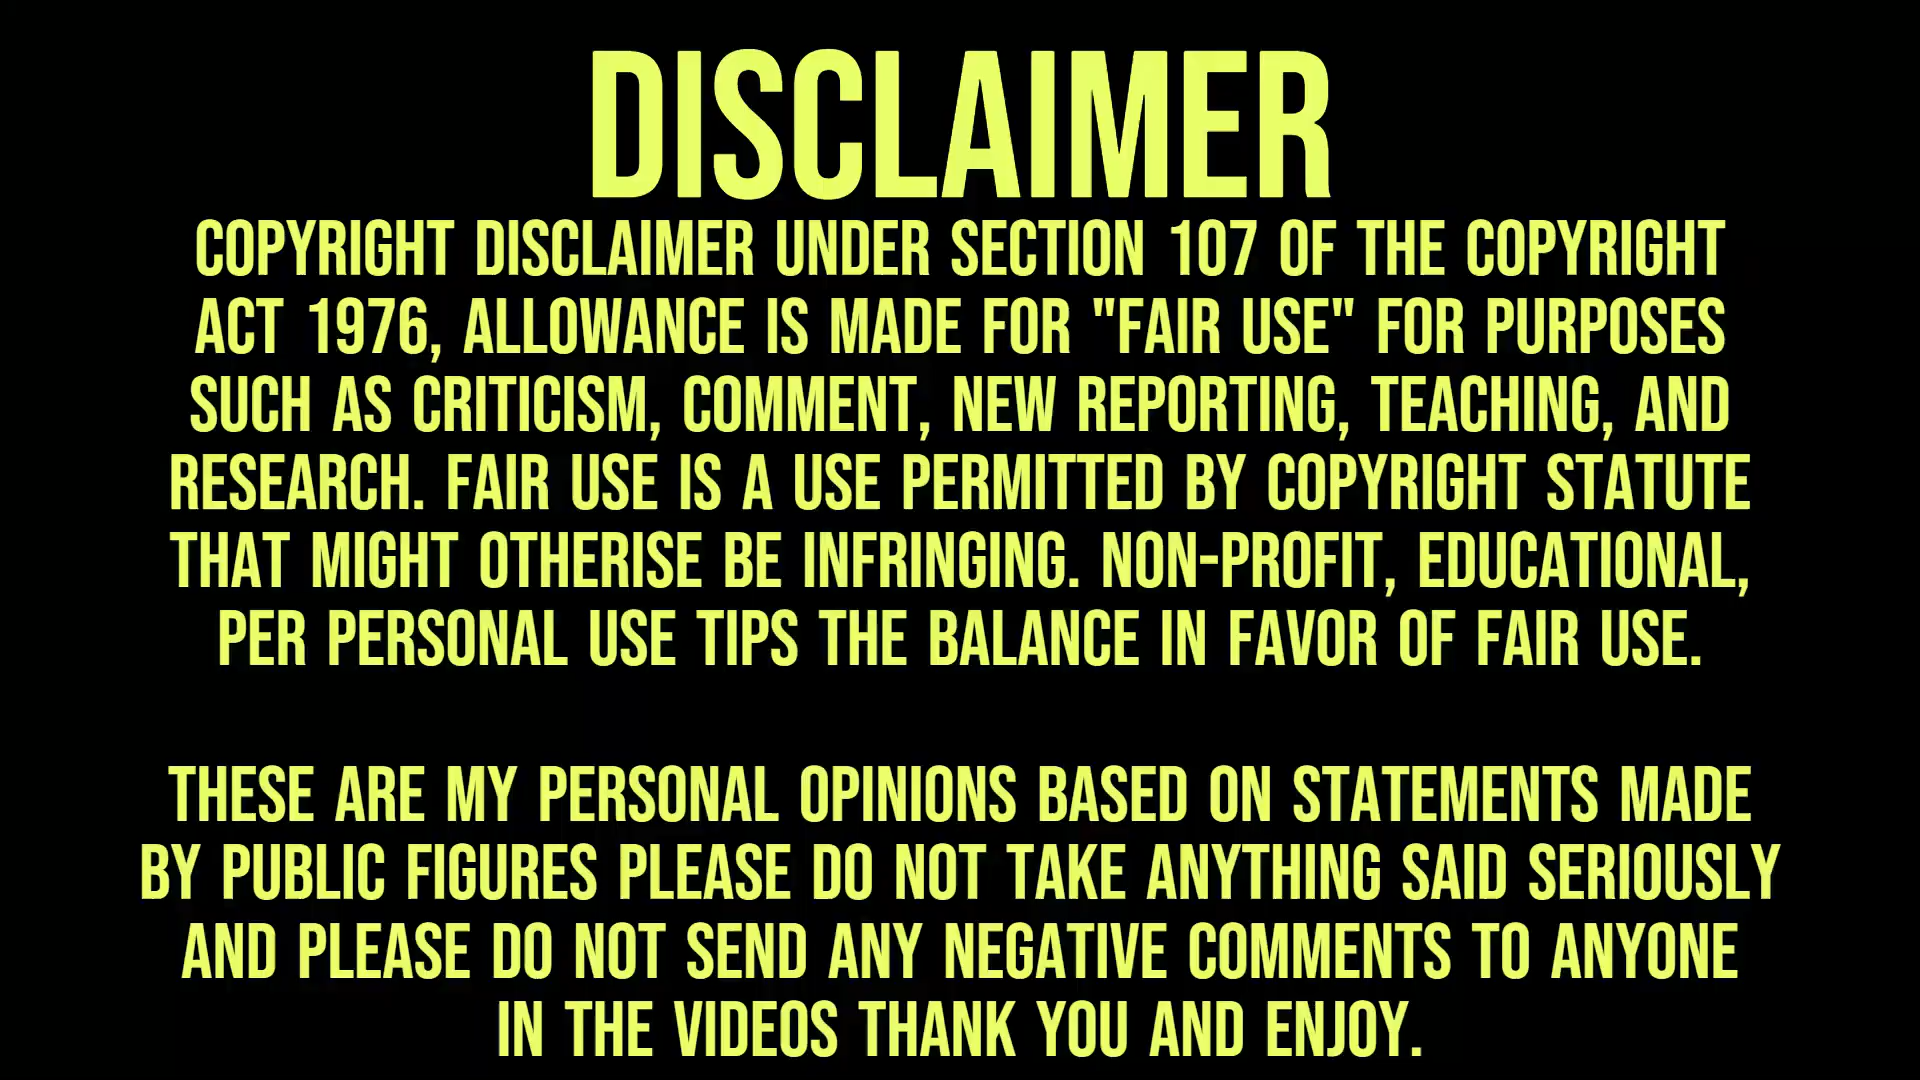 DISCLAIMER
COPYRIGHT DISCLAIMER UNDER SECTION 107 OF THE COPYRIGHT
ACT 1976, ALLOWANCE IS MADE FOR "FAIR USE" FOR PURPOSES
SUCH AS CRITICISM, COMMENT, NEW REPORTING, TEACHING, AND
RESEARCH. FAIR USE IS A USE PERMITTED BY COPYRIGHT STATUTE
THAT MIGHT OTHERISE BE INFRINGING. NON-PROFIT, EDUCATIONAL,
PER PERSONAL USE TIPS THE BALANCE IN FAVOR OF FAIR USE.
THESE ARE MY PERSONAL OPINIONS BASED ON STATEMENTS MADE
BY PUBLIC FIGURES PLEASE DO NOT TAKE ANYTHING SAID SERIOUSLY
AND PLEASE DO NOT SEND ANY NEGATIVE COMMENTS TO ANYONE
IN THE VIDEOS THANK YOU AND ENJOY.